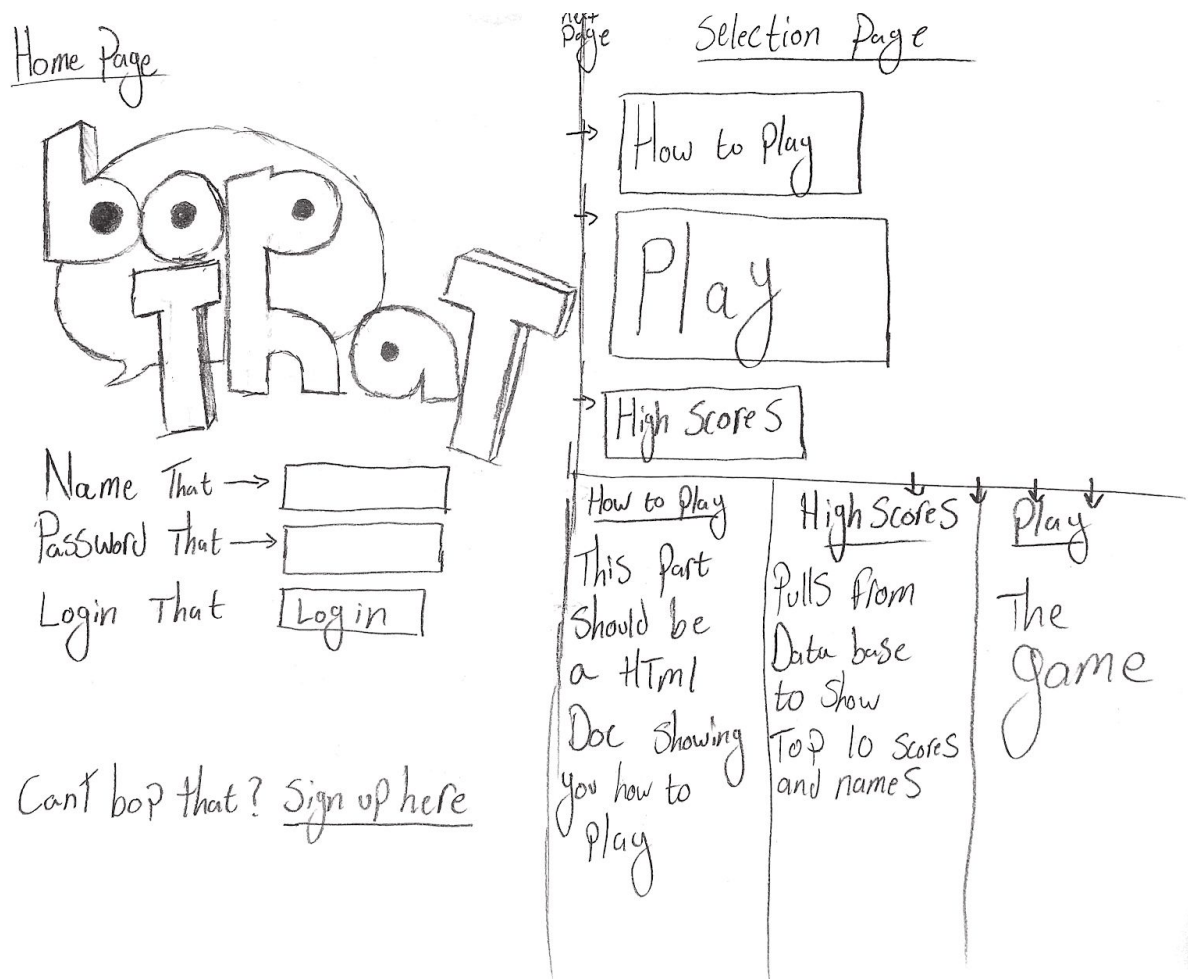 Home Page
bop
That
Name That
Password That
Login That
Login
Can't bop that? Sign up here
next
Page
Selection Page
How to Play
Play
High Scores
How to Play
This part
should be
a HTml
Doc showing
you how to
Play
High Scores
Pulls from
Data base
to show
Top 10 scores
and names
Play
The
game